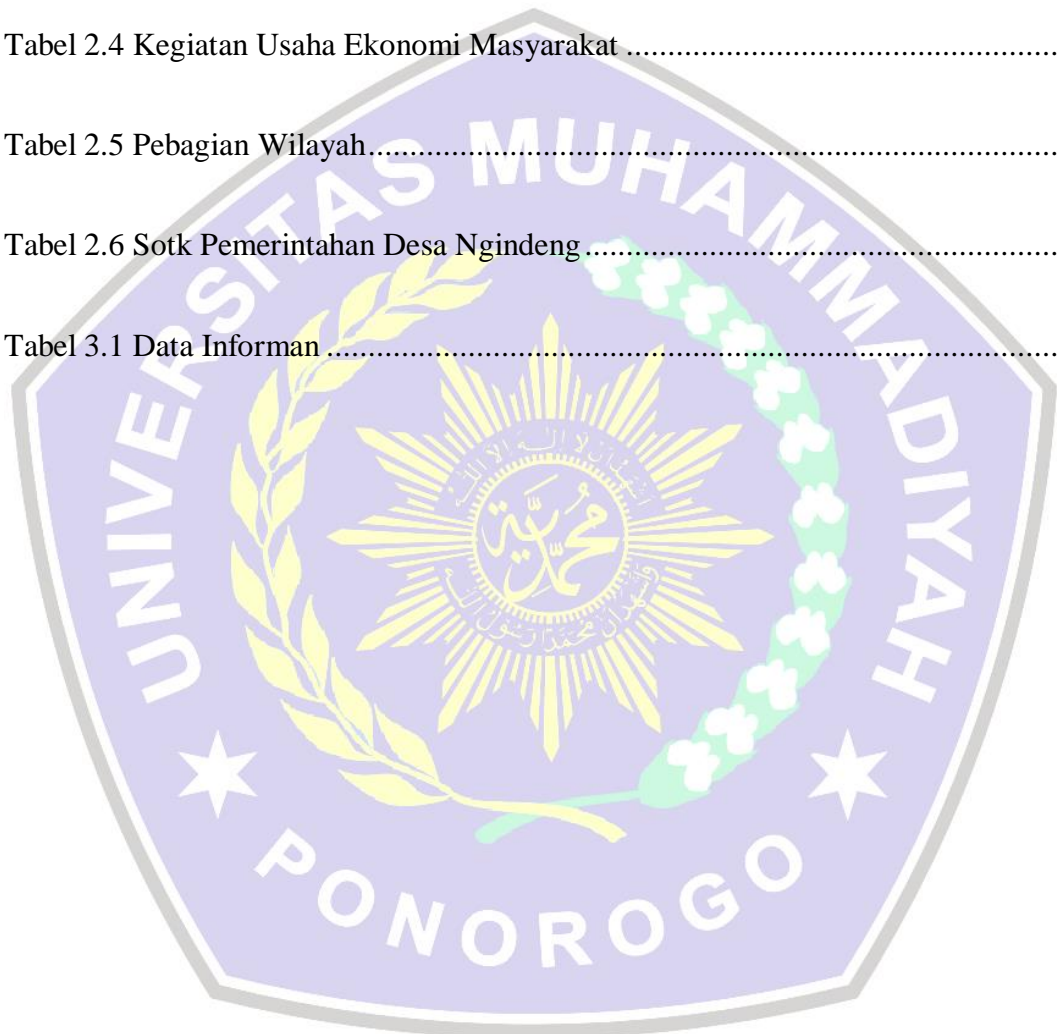 Tabel 2.4 Kegiatan Usaha Ekonomi Masyarakat ................................................................
Tabel 2.5 Pebagian Wilayah................................................................
Tabel 2.6 Sotk Pemerintahan Desa Ngindeng ................................................................
Tabel 3.1 Data Informan ................................................................
UNIVERSITAS MUHAMMADIYAH
محمدية
PONOROGO